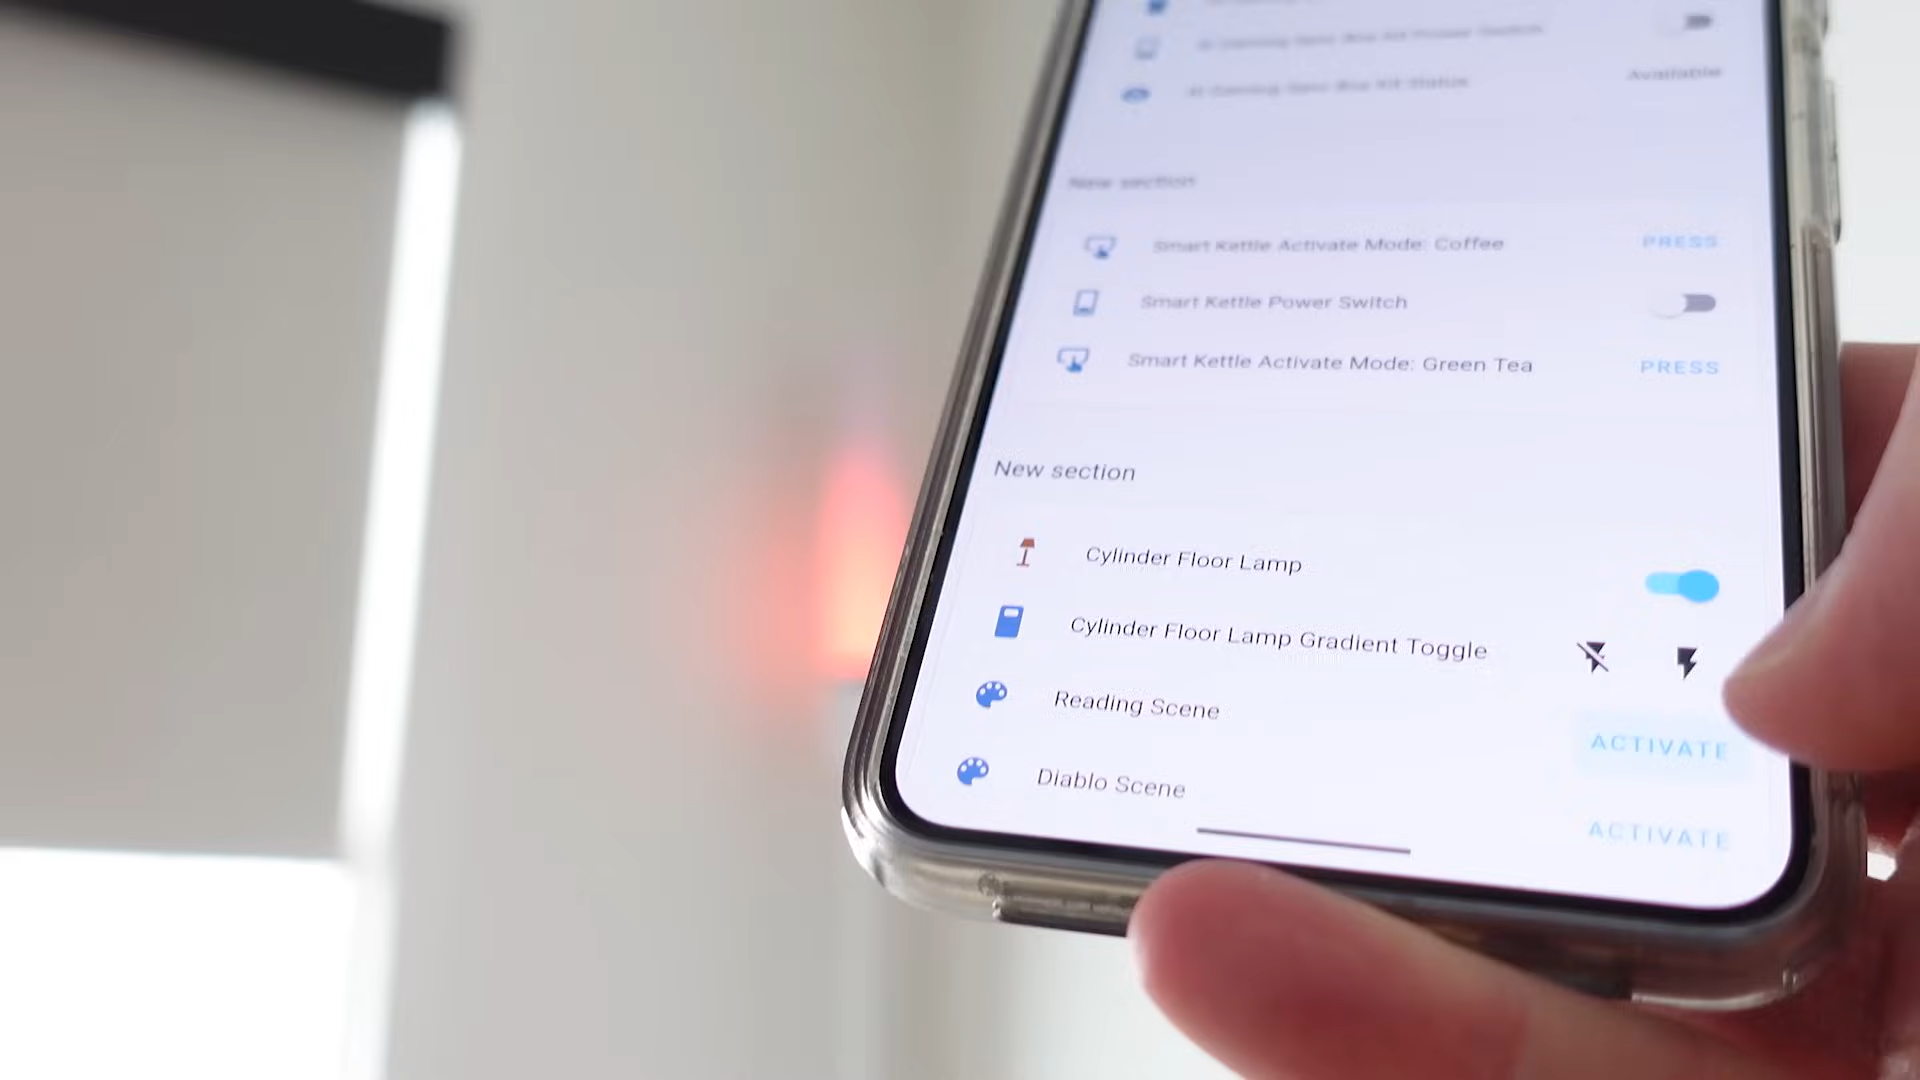 Available
New section
Smart Kettle Activate Mode: Coffee PRESS
Smart Kettle Power Switch
Smart Kettle Activate Mode: Green Tea PRESS
New section
Cylinder Floor Lamp
Cylinder Floor Lamp Gradient Toggle
Reading Scene ACTIVATE
Diablo Scene ACTIVATE